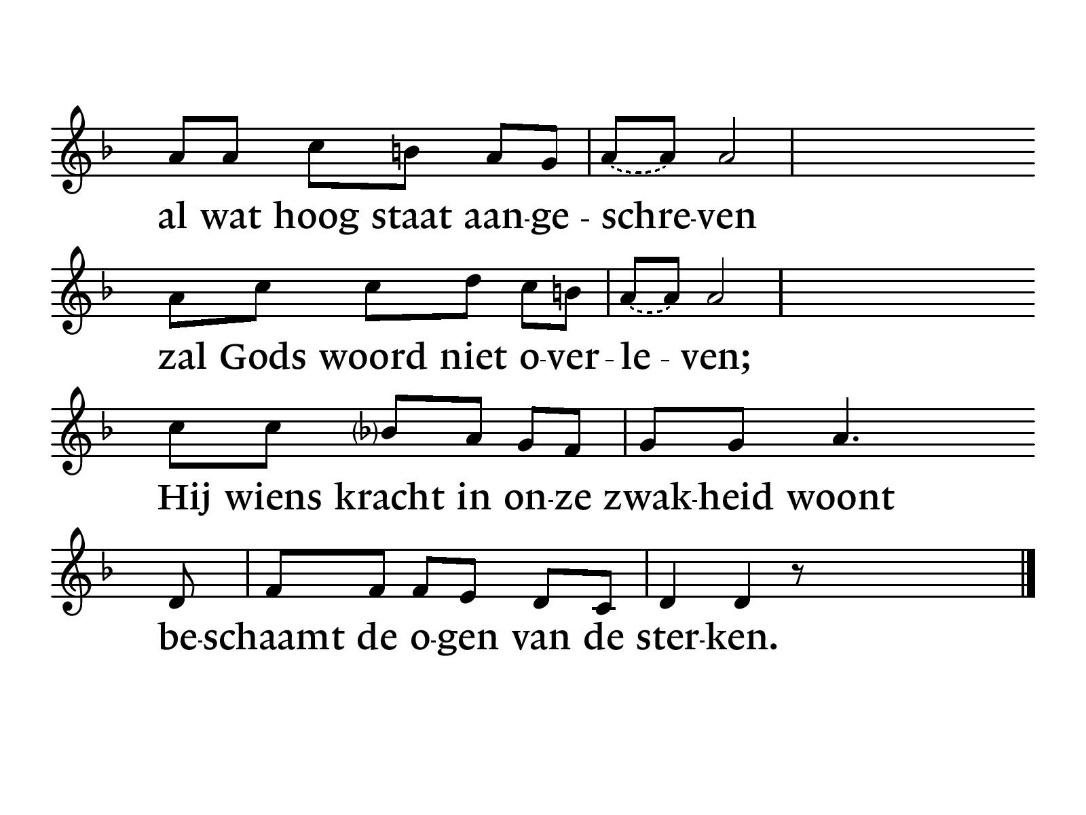 al wat hoog staat aan-ge - schre-ven
zal Gods woord niet o-ver - le - ven;
Hij wiens kracht in on-ze zwak-heid woont
be-schaamt de o-gen van de ster-ken.